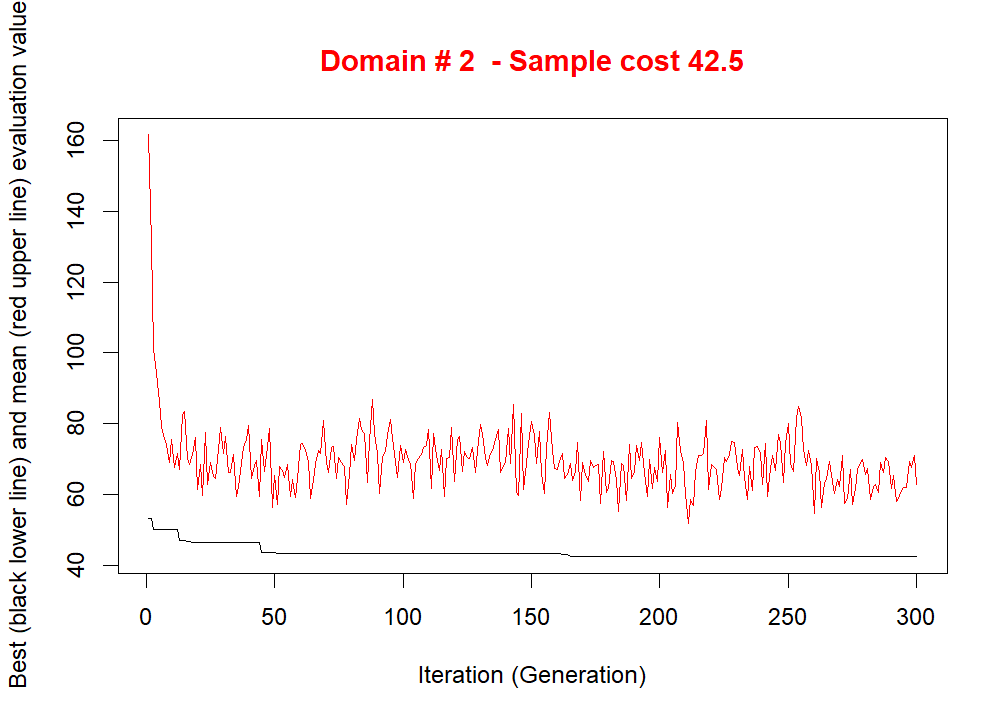 Domain # 2  - Sample cost 42.5
Best (black lower line) and mean (red upper line) evaluation value
160
140
120
100
80
60
40
0 50 100 150 200 250 300
Iteration (Generation)